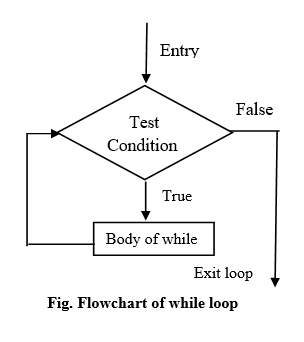 Entry
Test
Condition
False
True
Body of while
Exit loop
Fig. Flowchart of while loop